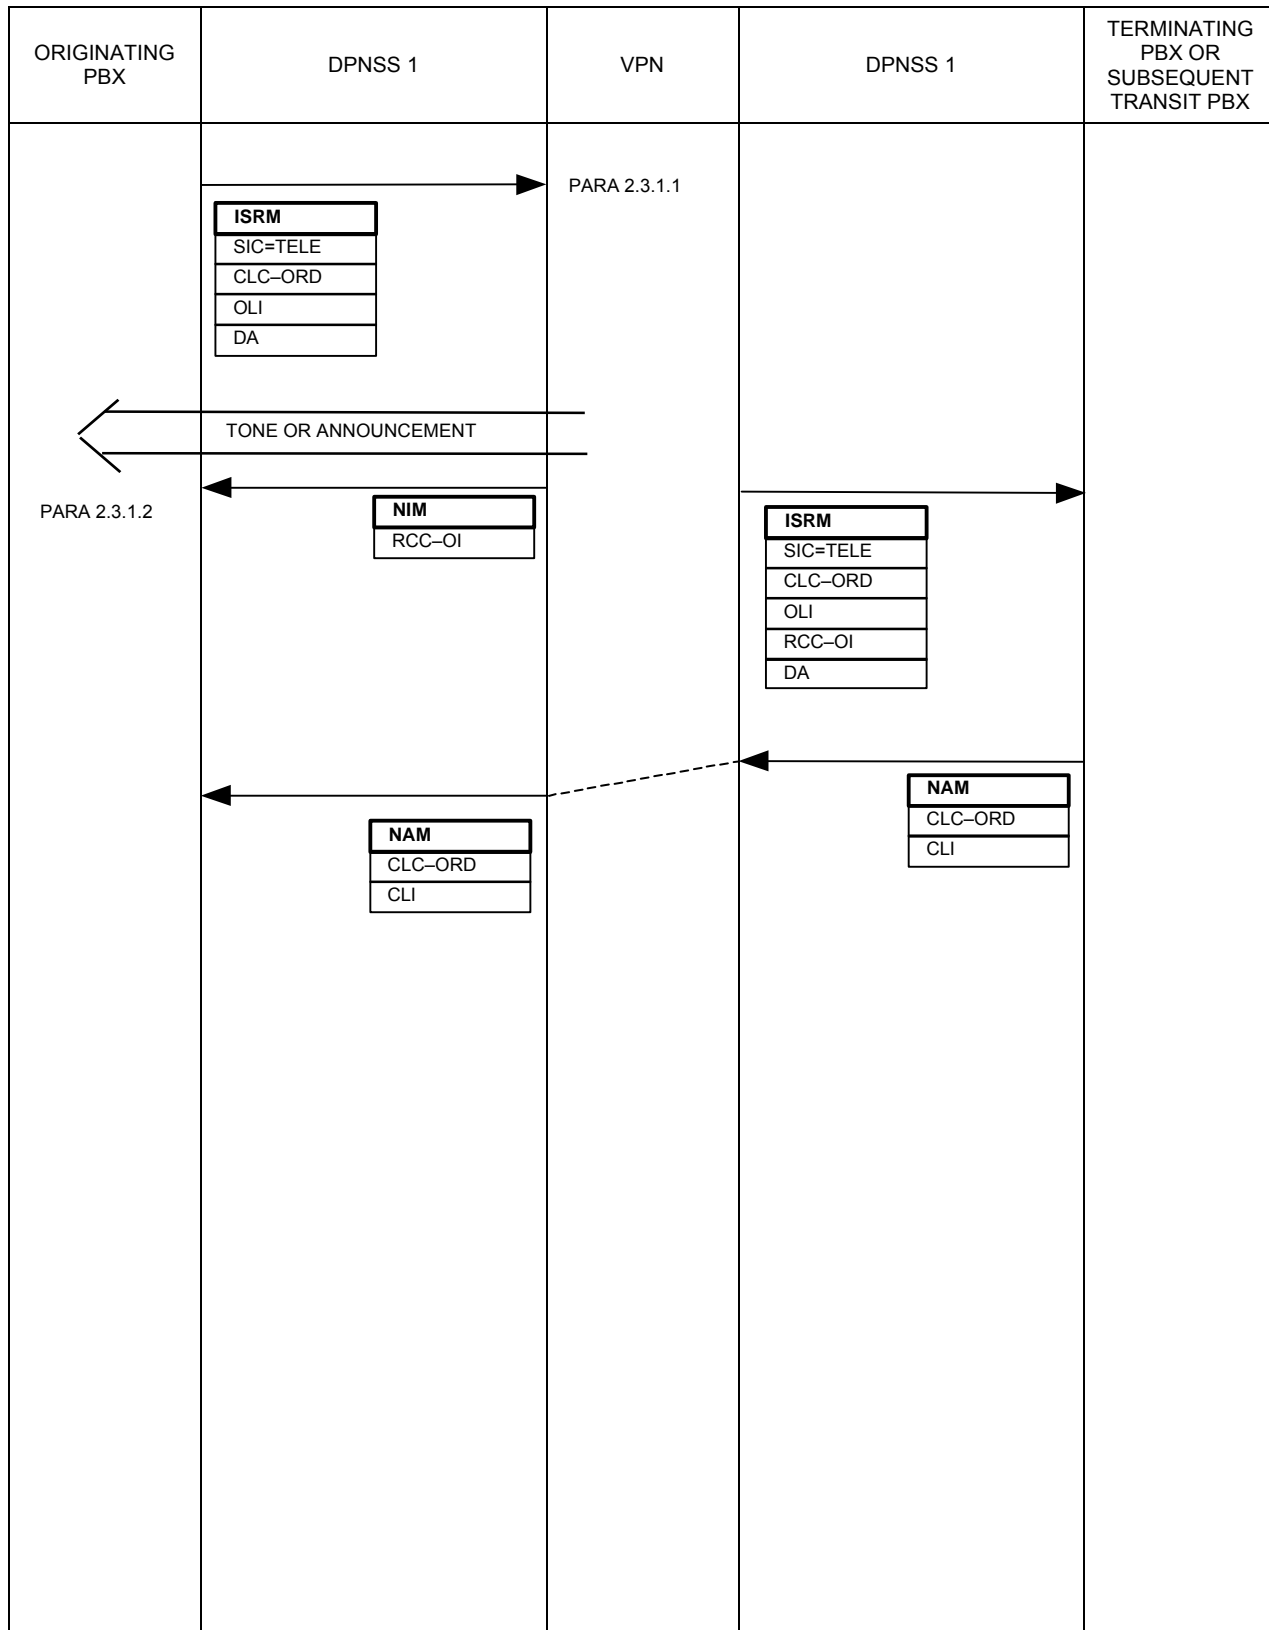 ORIGINATING
PBX
DPNSS 1
VPN
DPNSS 1
TERMINATING
PBX OR
SUBSEQUENT
TRANSIT PBX
PARA 2.3.1.1
ISRM
SIC=TELE
CLC–ORD
OLI
DA
TONE OR ANNOUNCEMENT
PARA 2.3.1.2
NIM
RCC–OI
ISRM
SIC=TELE
CLC–ORD
OLI
RCC–OI
DA
NAM
CLC–ORD
CLI
NAM
CLC–ORD
CLI